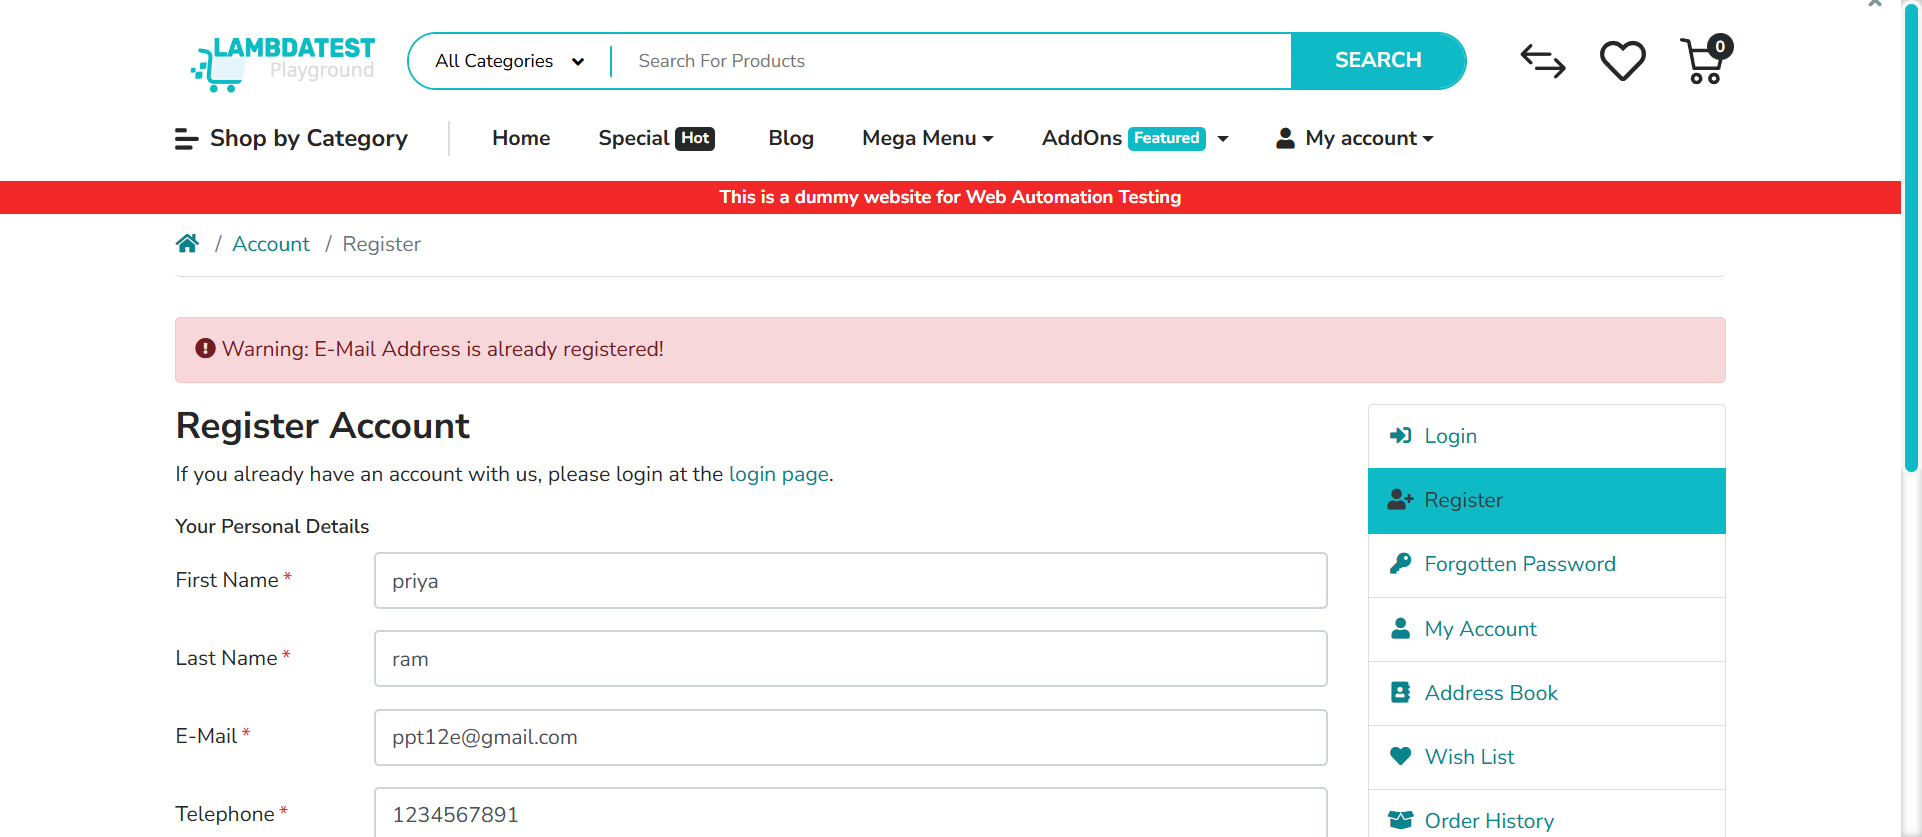 LAMBDATEST
Playground
All Categories
Search For Products
SEARCH
0
Shop by Category
Home
Special Hot
Blog
Mega Menu
AddOns Featured
My account
This is a dummy website for Web Automation Testing
/ Account / Register
Warning: E-Mail Address is already registered!
Register Account
If you already have an account with us, please login at the login page.
Your Personal Details
First Name *
priya
Last Name *
ram
E-Mail *
ppt12e@gmail.com
Telephone *
1234567891
Login
Register
Forgotten Password
My Account
Address Book
Wish List
Order History